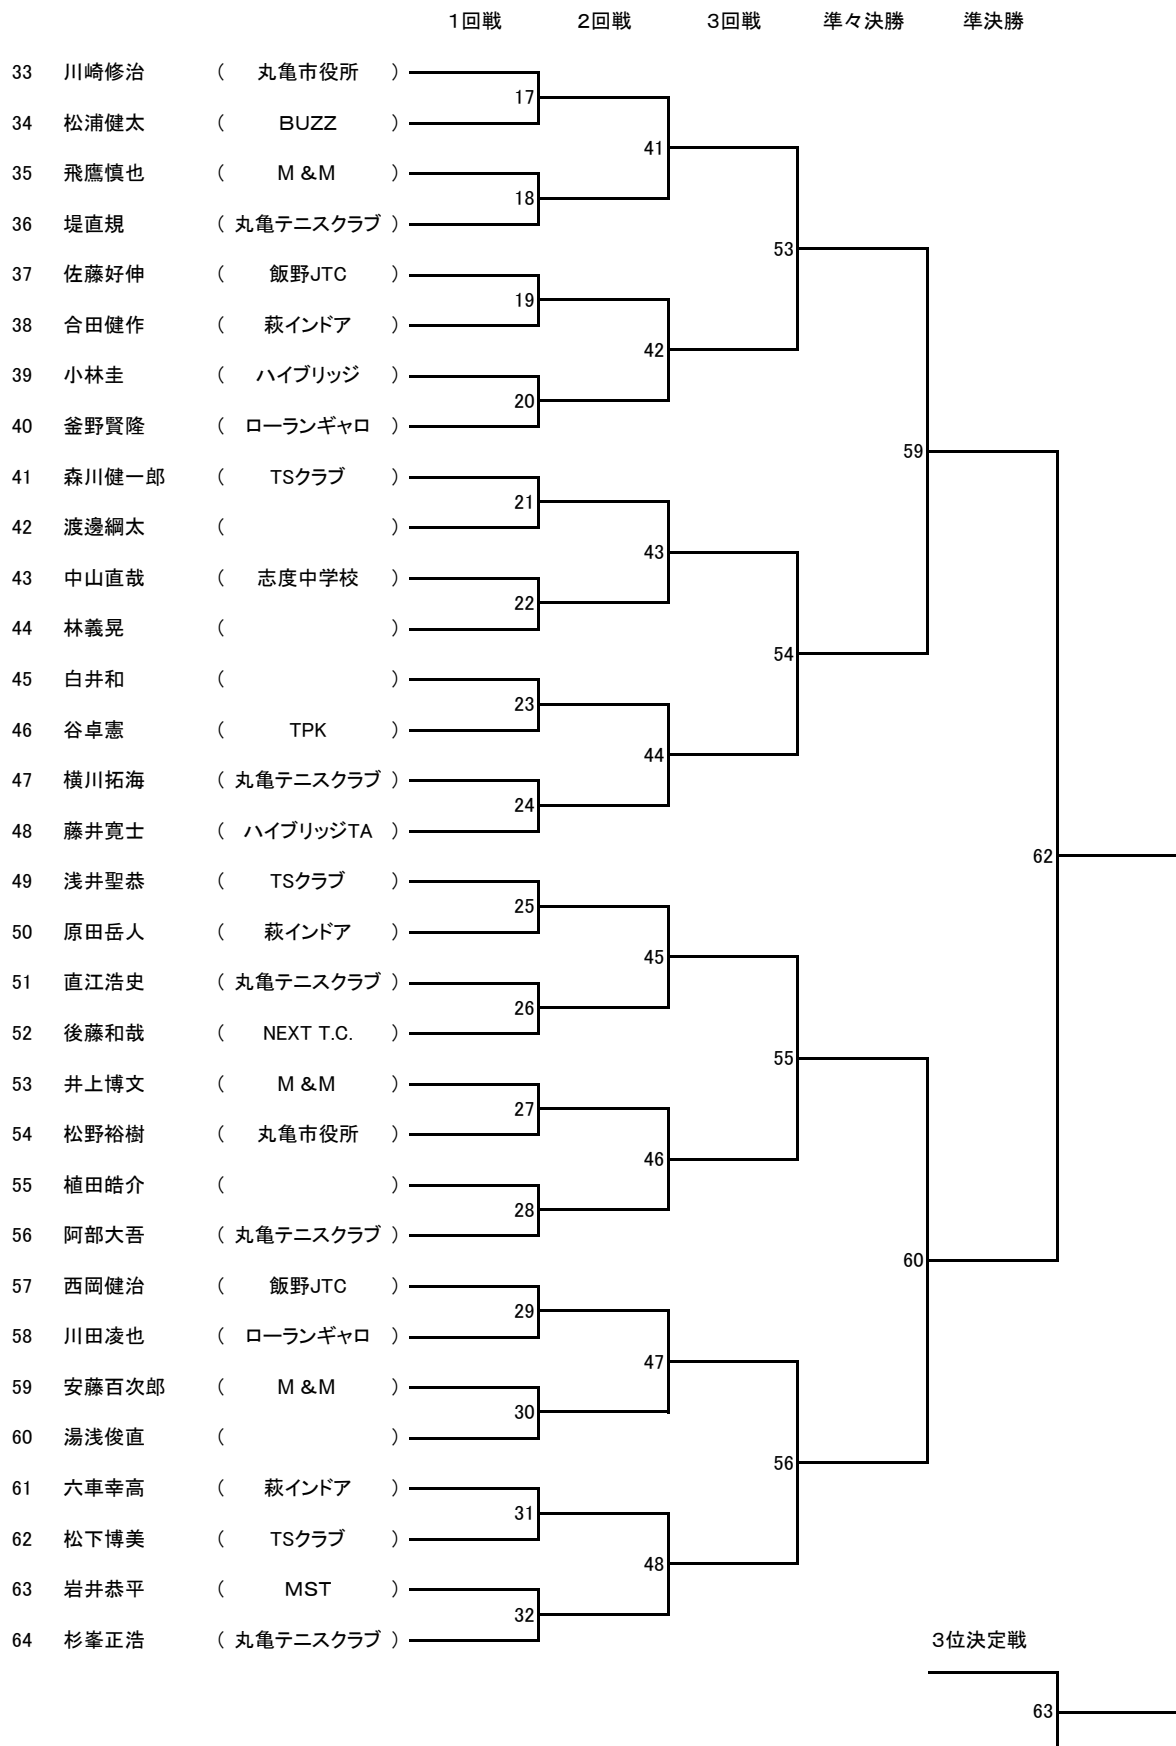 1回戦 2回戦 3回戦 準々決勝 準決勝
33 川崎修治 ( 丸亀市役所 )
17
34 松浦健太 ( BUZZ )
41
35 飛鷹慎也 ( M &M )
18
36 堤直規 ( 丸亀テニスクラブ )
53
37 佐藤好伸 ( 飯野JTC )
19
38 合田健作 ( 萩インドア )
42
39 小林圭 ( ハイブリッジ )
20
40 釜野賢隆 ( ローランギャロ )
59
41 森川健一郎 ( TSクラブ )
21
42 渡邊綱太 ( )
43
43 中山直哉 ( 志度中学校 )
22
44 林義晃 ( )
54
45 白井和 ( )
23
46 谷卓憲 ( TPK )
44
47 横川拓海 ( 丸亀テニスクラブ )
24
48 藤井寛士 ( ハイブリッジTA )
62
49 浅井聖恭 ( TSクラブ )
25
50 原田岳人 ( 萩インドア )
45
51 直江浩史 ( 丸亀テニスクラブ )
26
52 後藤和哉 ( NEXT T.C. )
55
53 井上博文 ( M &M )
27
54 松野裕樹 ( 丸亀市役所 )
46
55 植田皓介 ( )
28
56 阿部大吾 ( 丸亀テニスクラブ )
60
57 西岡健治 ( 飯野JTC )
29
58 川田凌也 ( ローランギャロ )
47
59 安藤百次郎 ( M &M )
30
60 湯浅俊直 ( )
56
61 六車幸高 ( 萩インドア )
31
62 松下博美 ( TSクラブ )
48
63 岩井恭平 ( MST )
32
64 杉峯正浩 ( 丸亀テニスクラブ )
3位決定戦
63